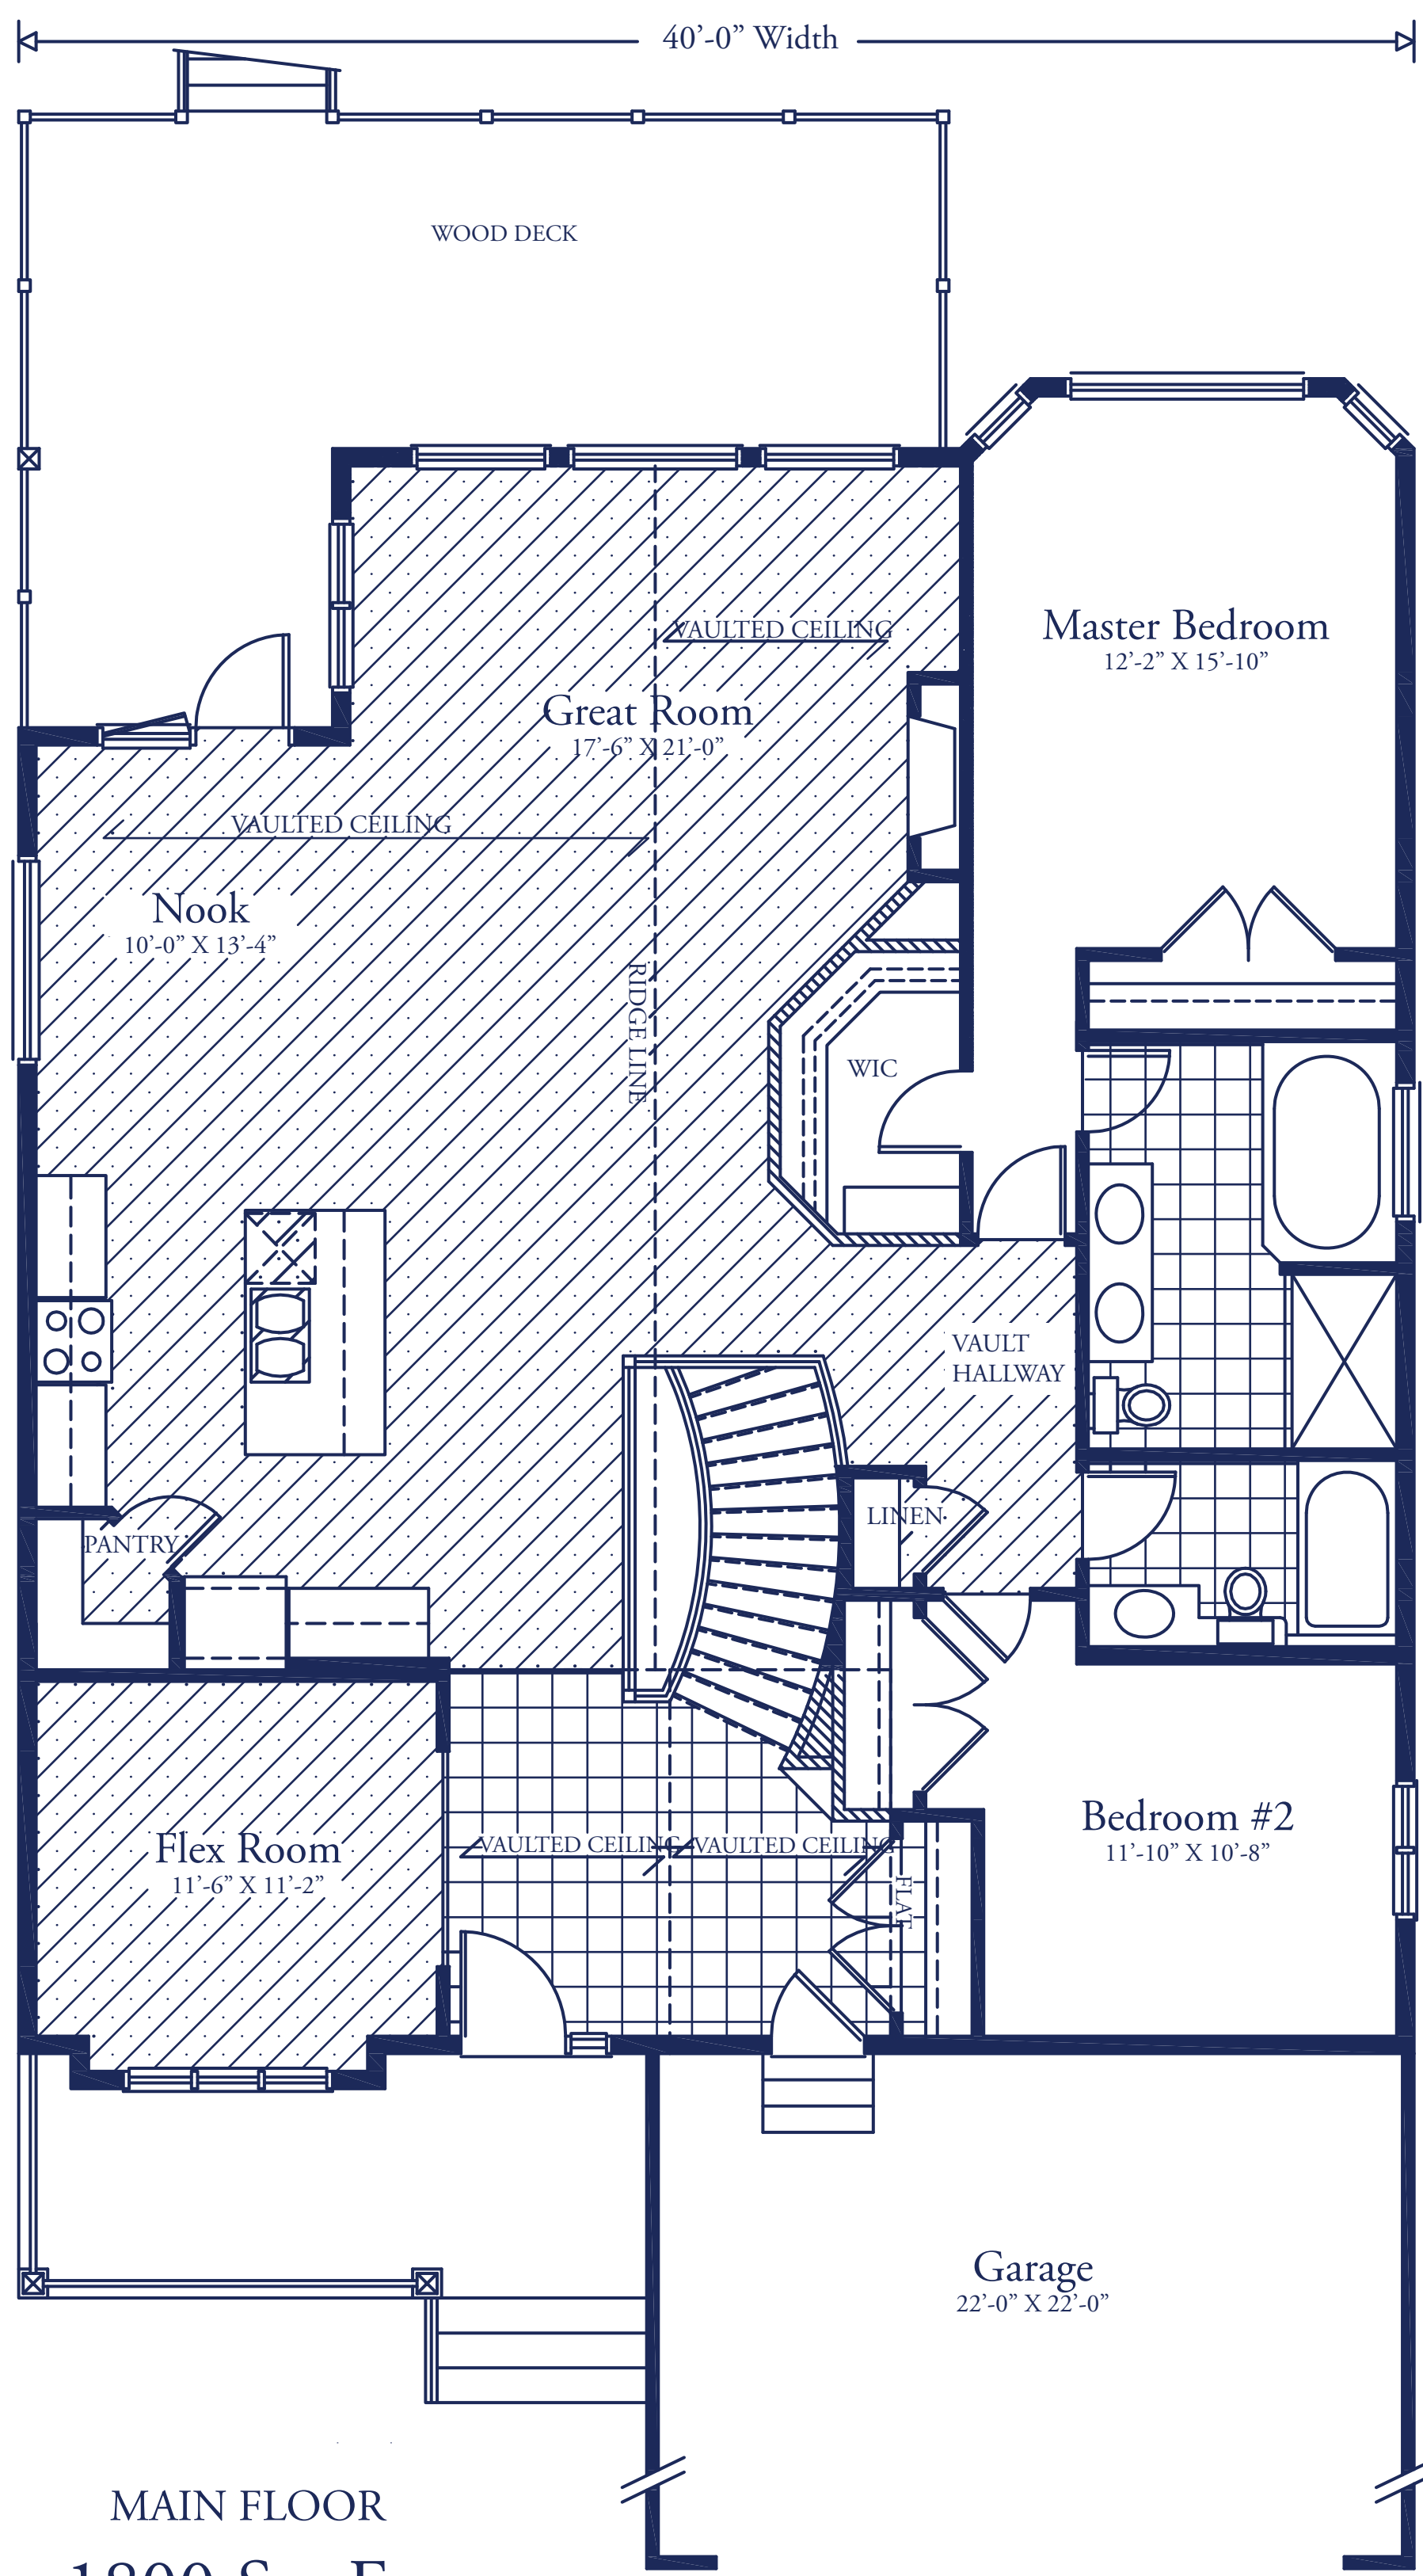 40’-0” Width
WOOD DECK
Master Bedroom
12’-2” X 15’-10”
VAULTED CEILING
Great Room
17’-6” X 21’-0”
VAULTED CEILING
Nook
10’-0” X 13’-4”
RIDGE LINE
WIC
VAULT
HALLWAY
LINEN
PANTRY
Bedroom #2
11’-10” X 10’-8”
Flex Room
11’-6” X 11’-2”
VAULTED CEILING
VAULTED CEILING
FLAT
Garage
22’-0” X 22’-0”
MAIN FLOOR